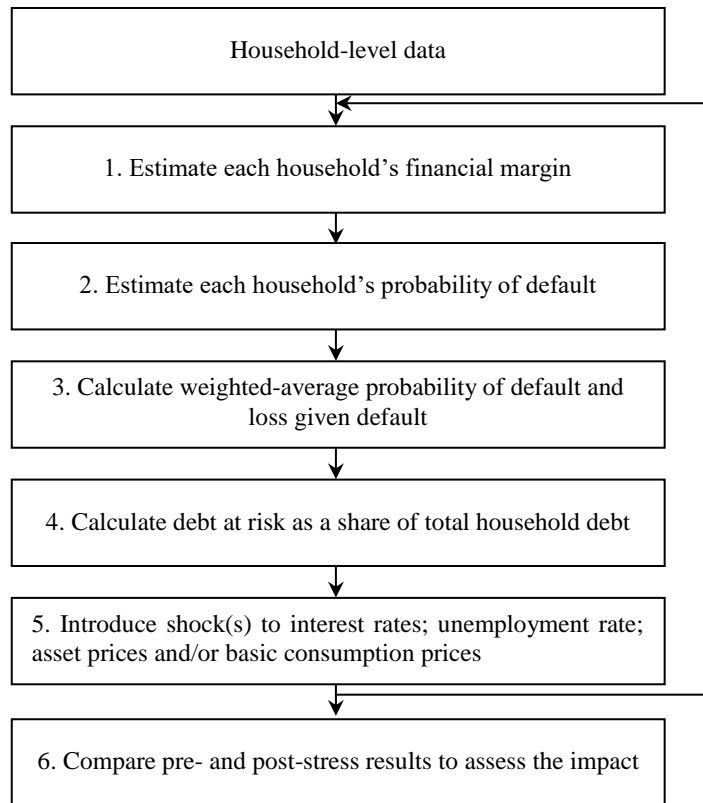 Household-level data
1. Estimate each household’s financial margin
2. Estimate each household’s probability of default
3. Calculate weighted-average probability of default and
loss given default
4. Calculate debt at risk as a share of total household debt
5. Introduce shock(s) to interest rates; unemployment rate;
asset prices and/or basic consumption prices
6. Compare pre- and post-stress results to assess the impact